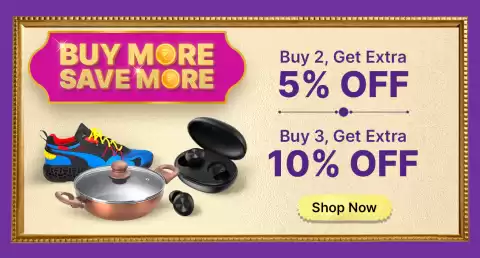 BUY MORE
SAVE MORE
Buy 2, Get Extra
5% OFF
Buy 3, Get Extra
10% OFF
Shop Now